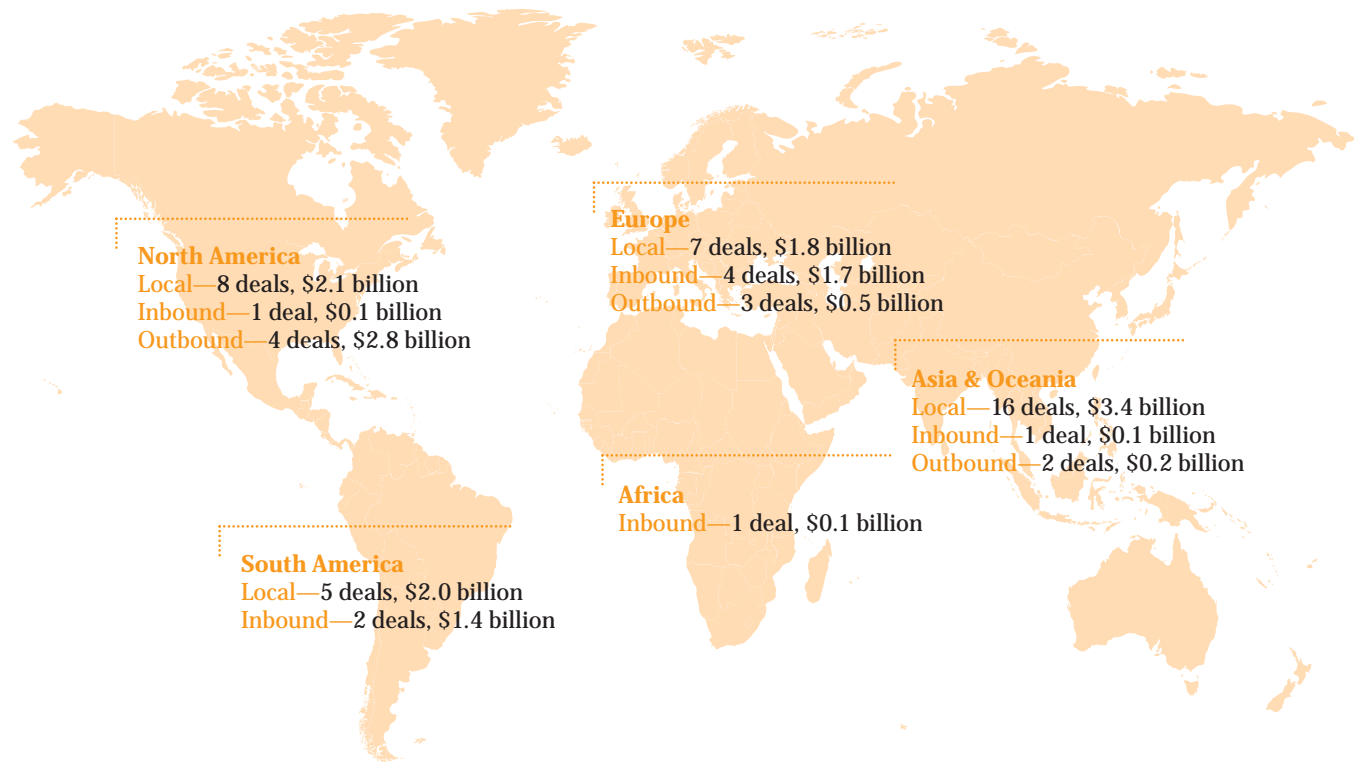 North America
Local—8 deals, $2.1 billion
Inbound—1 deal, $0.1 billion
Outbound—4 deals, $2.8 billion
Europe
Local—7 deals, $1.8 billion
Inbound—4 deals, $1.7 billion
Outbound—3 deals, $0.5 billion
Asia & Oceania
Local—16 deals, $3.4 billion
Inbound—1 deal, $0.1 billion
Outbound—2 deals, $0.2 billion
Africa
Inbound—1 deal, $0.1 billion
South America
Local—5 deals, $2.0 billion
Inbound—2 deals, $1.4 billion